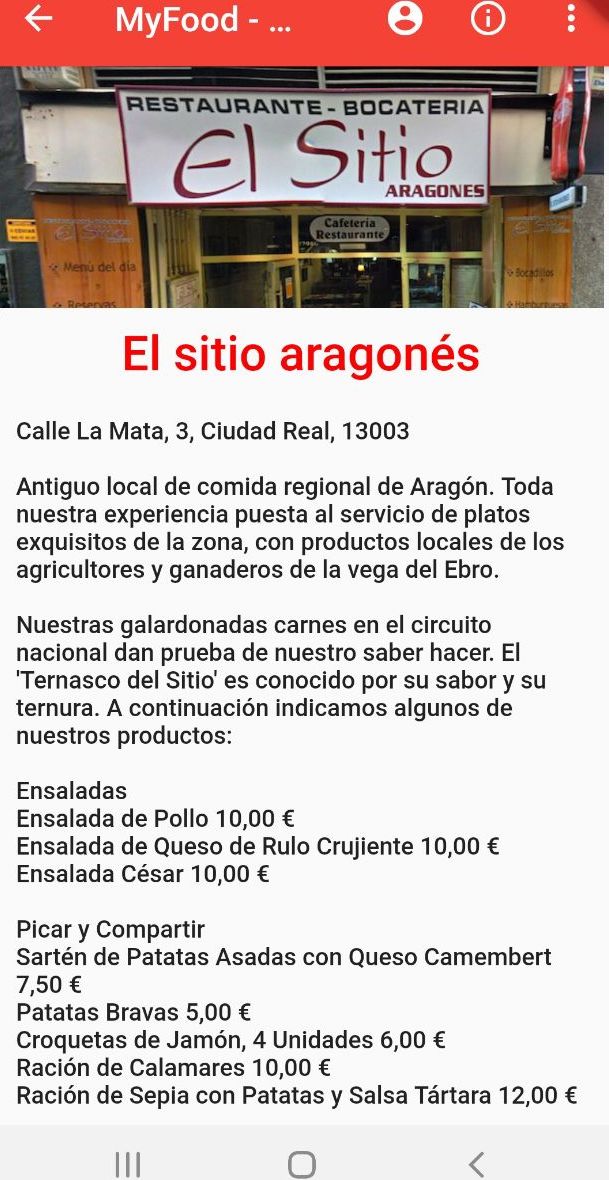 MyFood - ...
RESTAURANTE - BOCATERIA
El Sitio
ARAGONES
Cafetería
Restaurante
El Sitio
Menú del día
Reservas
Bocadillos
Hamburguesas
El sitio aragonés
Calle La Mata, 3, Ciudad Real, 13003
Antiguo local de comida regional de Aragón. Toda
nuestra experiencia puesta al servicio de platos
exquisitos de la zona, con productos locales de los
agricultores y ganaderos de la vega del Ebro.
Nuestras galardonadas carnes en el circuito
nacional dan prueba de nuestro saber hacer. El
'Ternasco del Sitio' es conocido por su sabor y su
ternura. A continuación indicamos algunos de
nuestros productos:
Ensaladas
Ensalada de Pollo 10,00 €
Ensalada de Queso de Rulo Crujiente 10,00 €
Ensalada César 10,00 €
Picar y Compartir
Sartén de Patatas Asadas con Queso Camembert
7,50 €
Patatas Bravas 5,00 €
Croquetas de Jamón, 4 Unidades 6,00 €
Ración de Calamares 10,00 €
Ración de Sepia con Patatas y Salsa Tártara 12,00 €